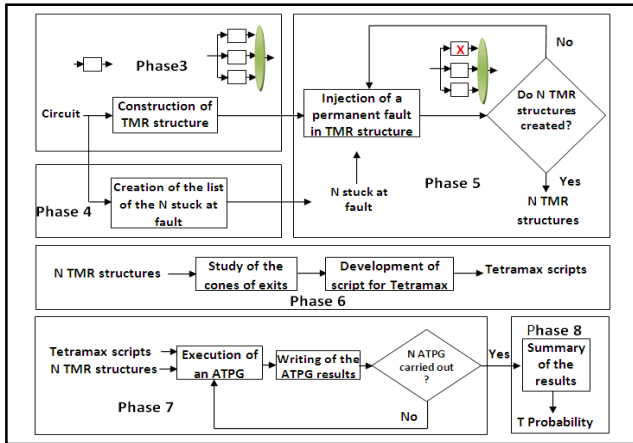 Phase3
Circuit
Construction of
TMR structure
X
No
Injection of a
permanent fault
in TMR structure
Do N TMR
structures
created?
Yes
N TMR
structures
Phase 5
N stuck at
fault
Phase 4
Creation of the list
of the N stuck at
fault
N TMR structures
Study of the
cones of exits
Development of
script for Tetramax
Tetramax scripts
Phase 6
Tetramax scripts
N TMR structures
Execution of
an ATPG
Writing of the
ATPG results
N ATPG
carried out
?
Yes
No
Phase 7
Phase 8
Summary
of the
results
T Probability